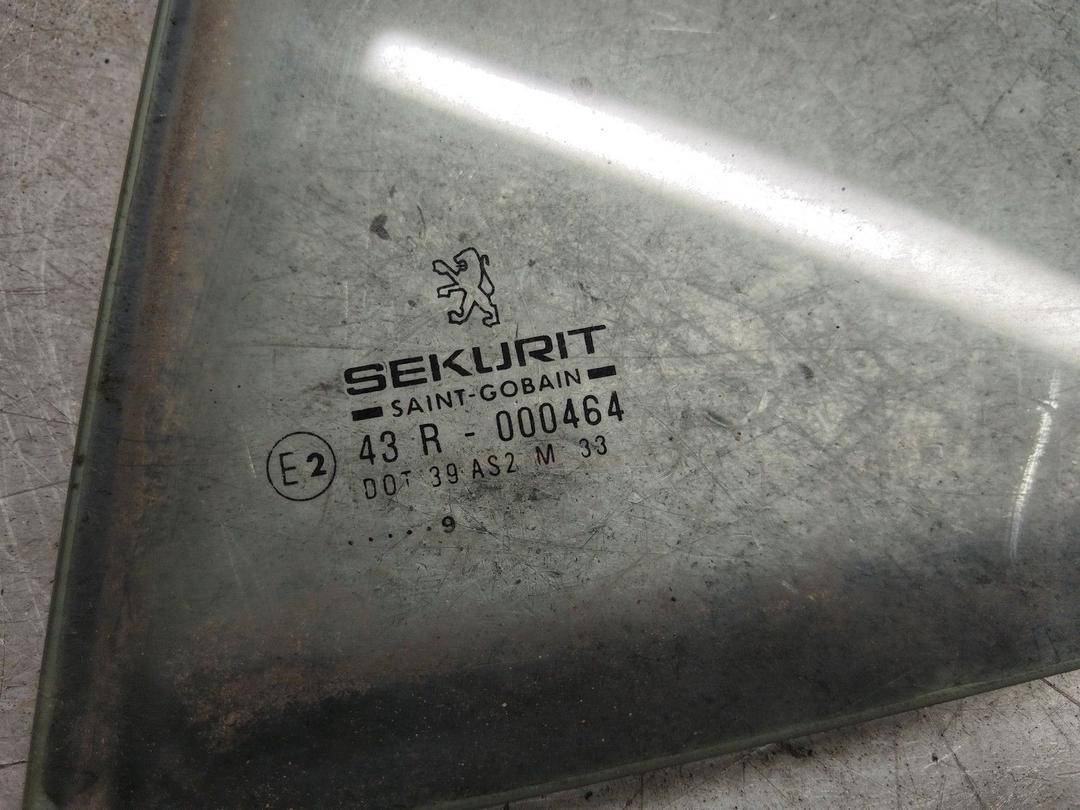 SEKURIT
SAINT-GOBAIN
E2 43 R - 000464
DOT 39 AS2 M 33
.....9